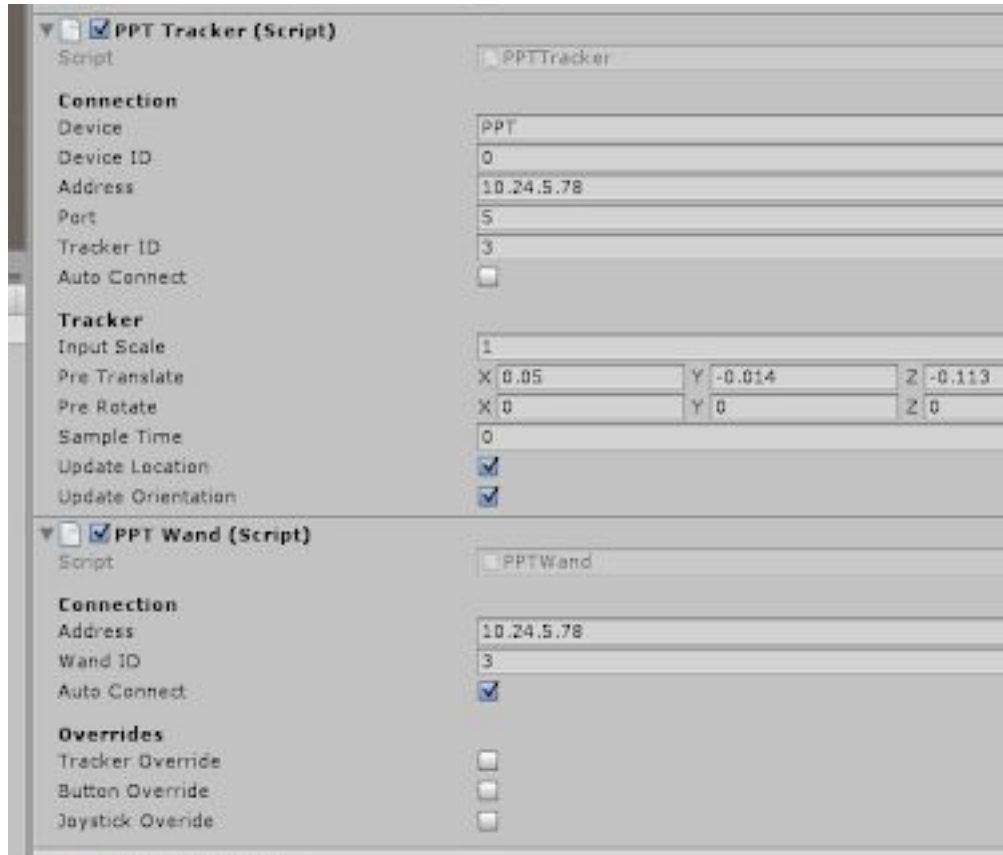 PPT Tracker (Script)
Script PPTTracker
Connection
Device PPT
Device ID 0
Address 10.24.5.78
Port 5
Tracker ID 3
Auto Connect
Tracker
Input Scale 1
Pre Translate X 0.05 Y -0.014 Z -0.113
Pre Rotate X 0 Y 0 Z 0
Sample Time 0
Update Location
Update Orientation
PPT Wand (Script)
Script PPTWand
Connection
Address 10.24.5.78
Wand ID 3
Auto Connect
Overrides
Tracker Override
Button Override
Joystick Overide